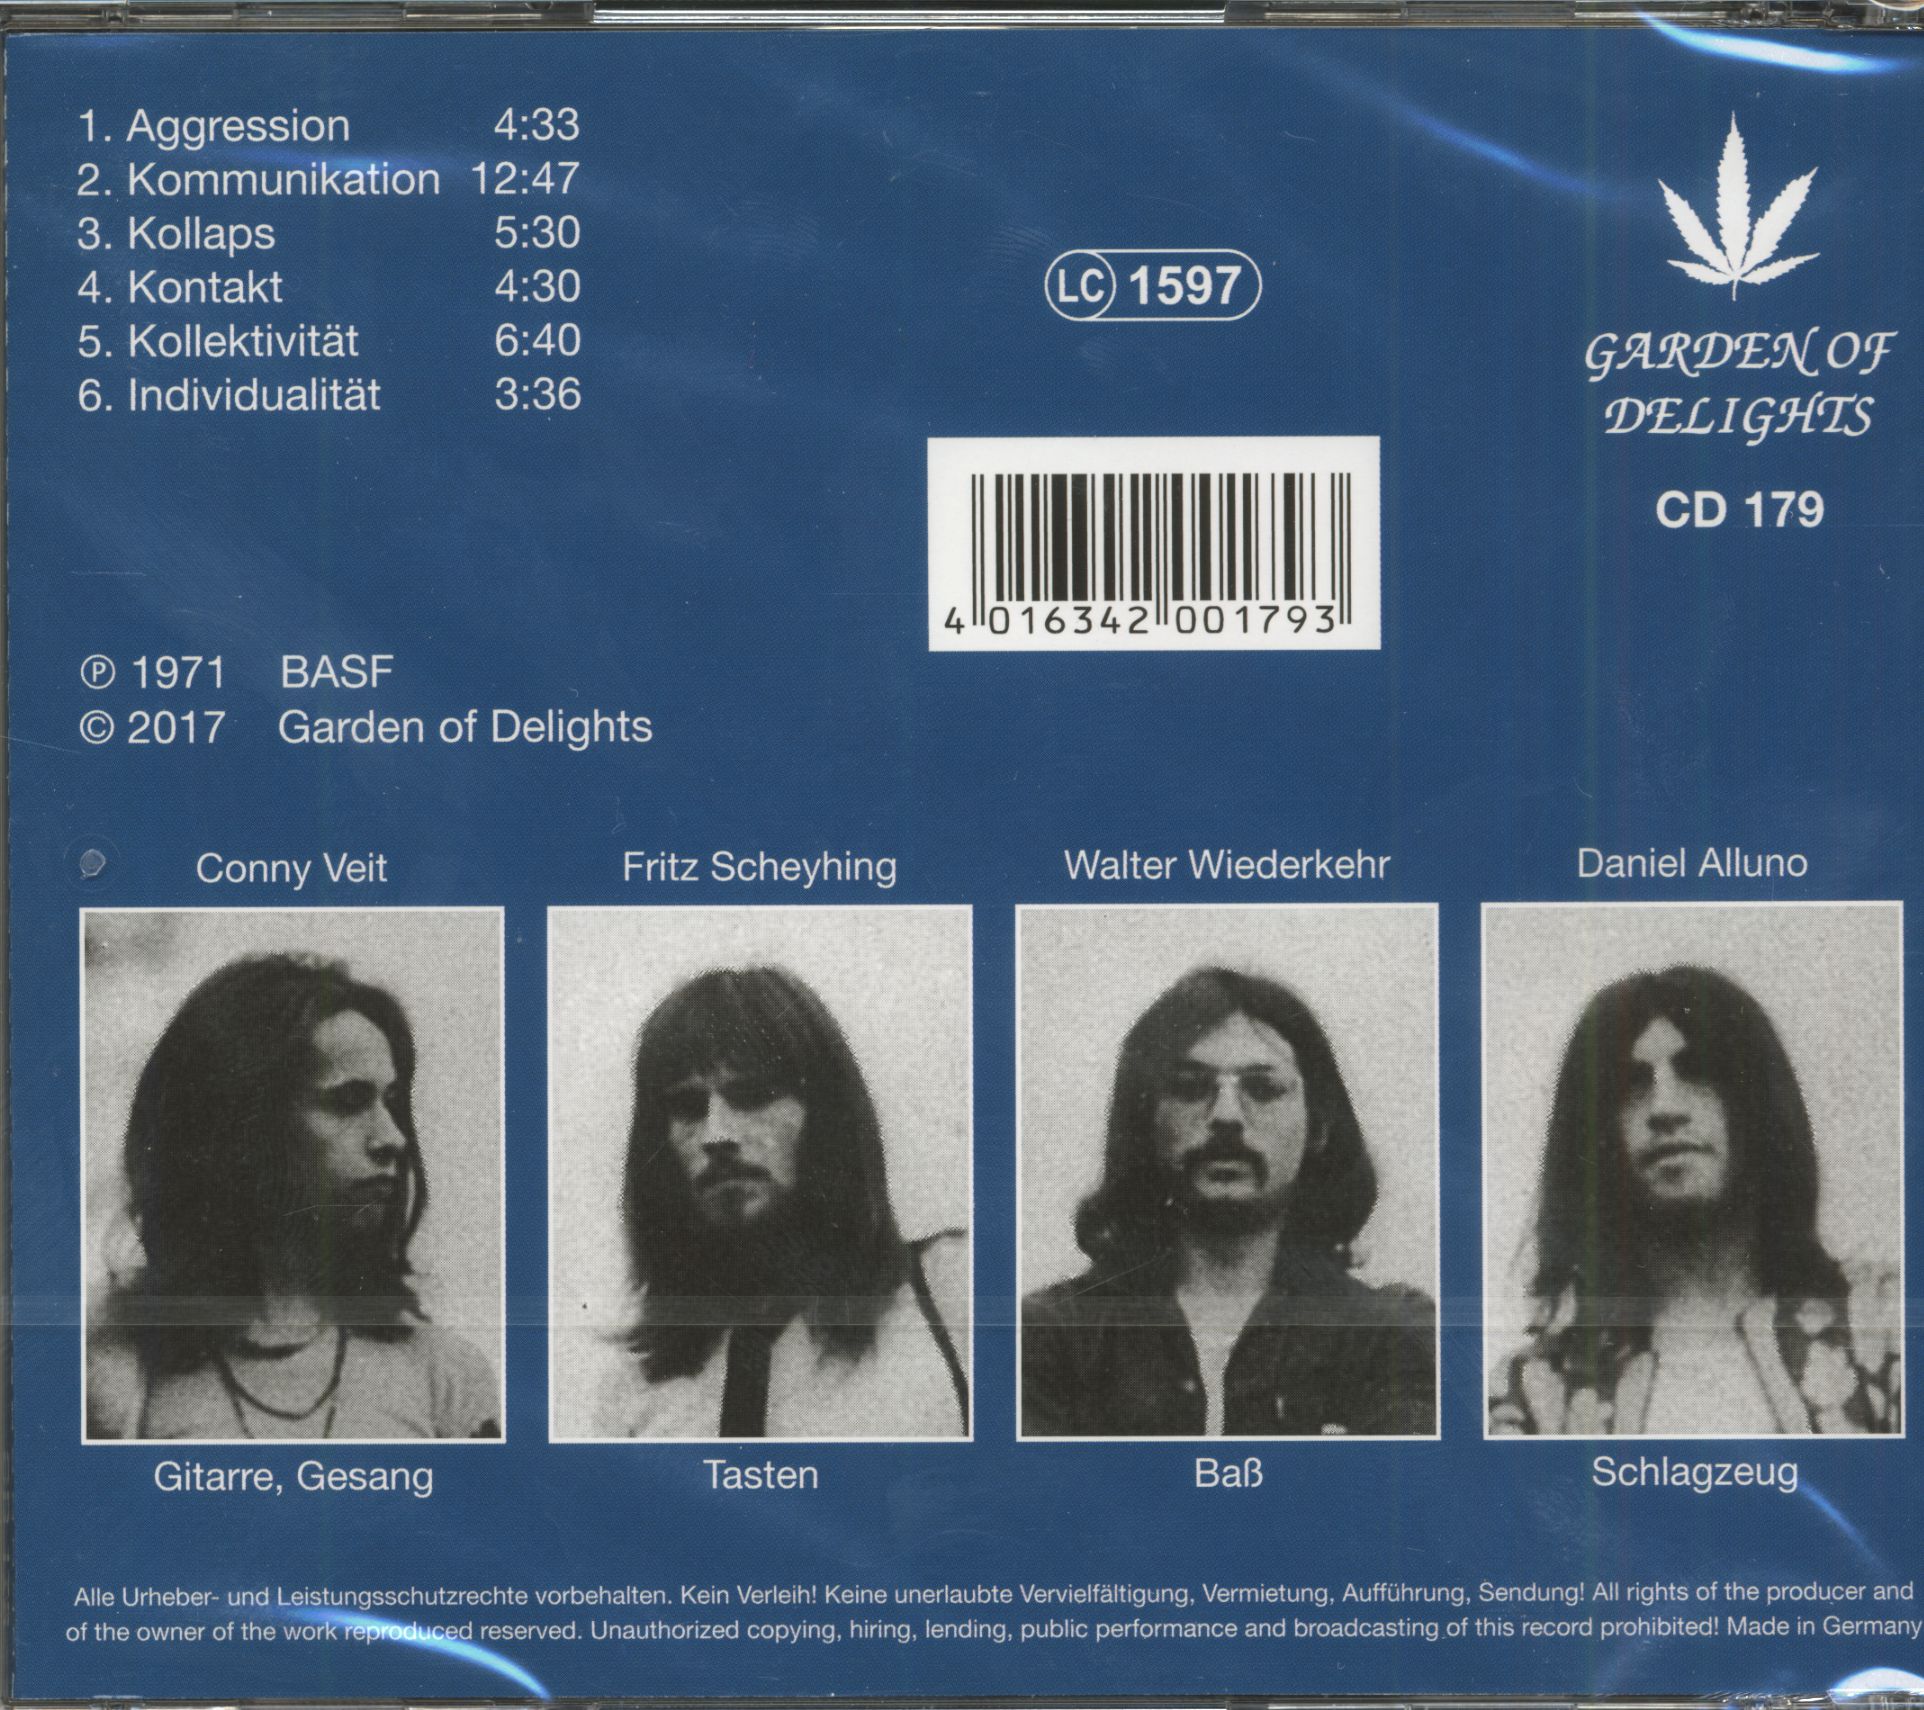 1. Aggression 4:33
2. Kommunikation 12:47
3. Kollaps 5:30
4. Kontakt 4:30
5. Kollektivität 6:40
6. Individualität 3:36
LC 1597
GARDEN OF
DELIGHTS
CD 179
4 016342 001793
℗ 1971 BASF
© 2017 Garden of Delights
Conny Veit Fritz Scheyhing Walter Wiederkehr Daniel Alluno
Gitarre, Gesang Tasten Baß Schlagzeug
Alle Urheber- und Leistungsschutzrechte vorbehalten. Kein Verleih! Keine unerlaubte Vervielfältigung, Vermietung, Aufführung, Sendung! All rights of the producer and
of the owner of the work reproduced reserved. Unauthorized copying, hiring, lending, public performance and broadcasting of this record prohibited! Made in Germany